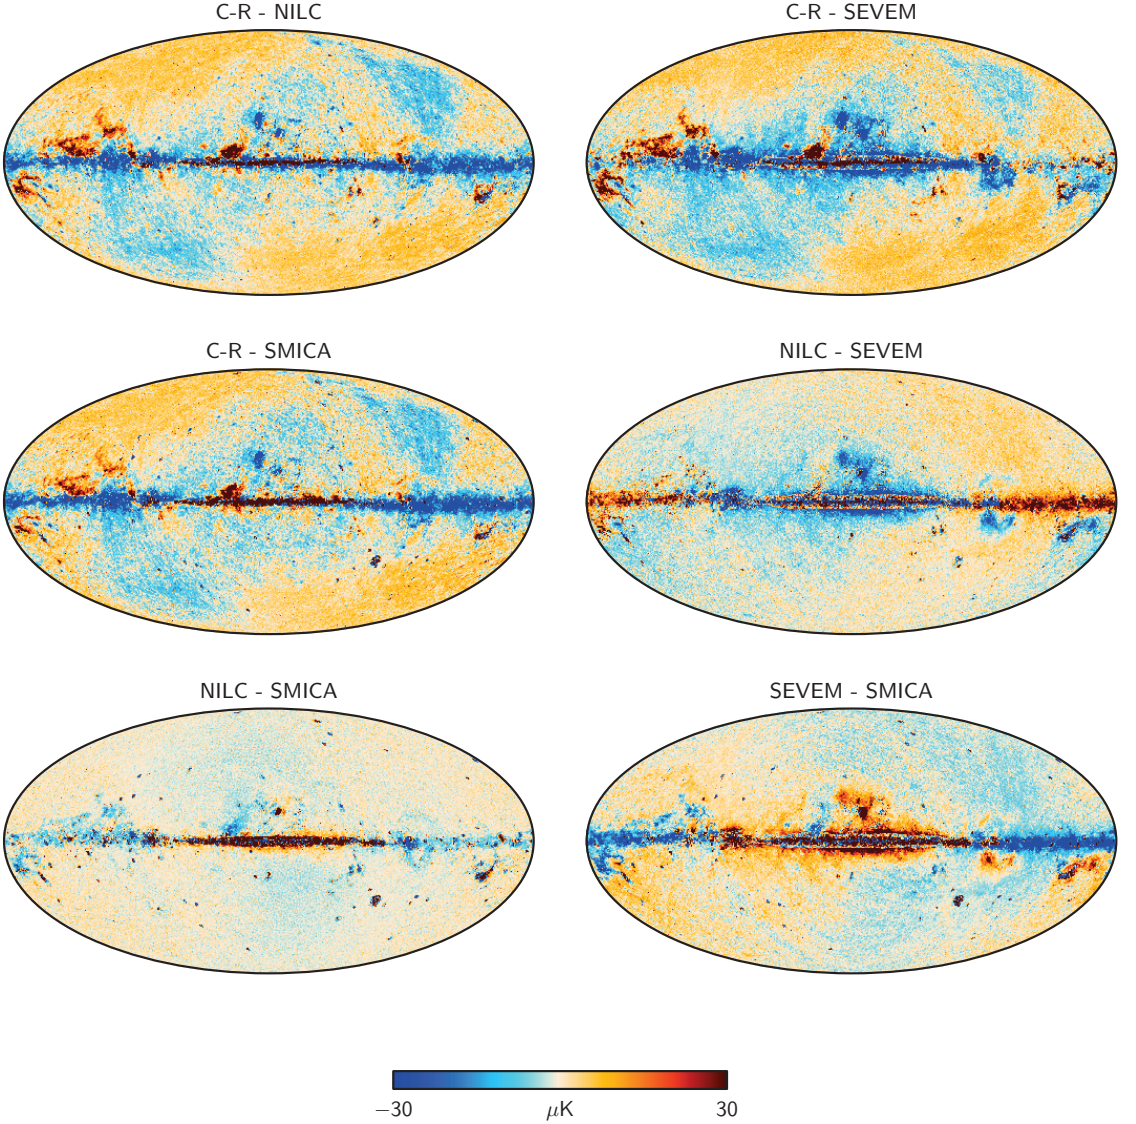 C-R - NILC
C-R - SEVEM
C-R - SMICA
NILC - SEVEM
NILC - SMICA
SEVEM - SMICA
−30 μK 30